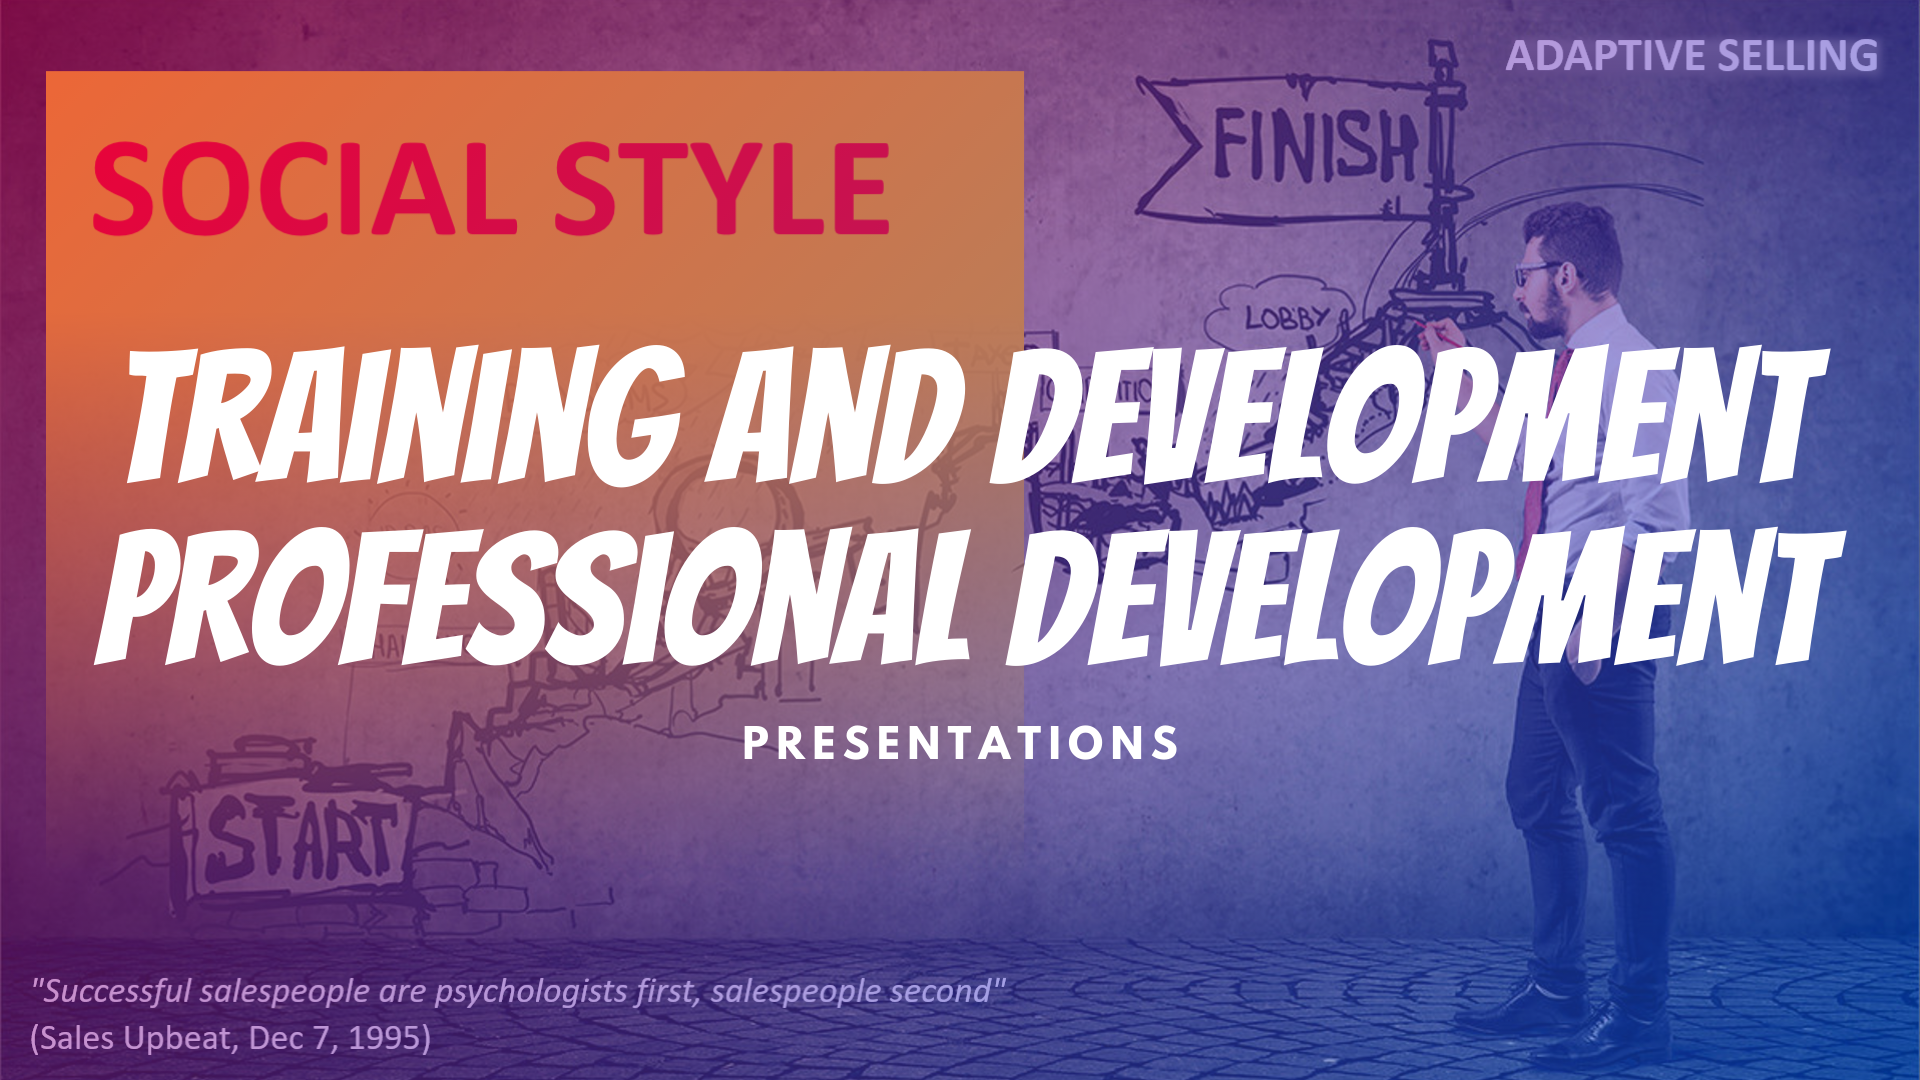 ADAPTIVE SELLING
SOCIAL STYLE
FINISH
LOBBY
TRAINING AND DEVELOPMENT
PROFESSIONAL DEVELOPMENT
PRESENTATIONS
START
"Successful salespeople are psychologists first, salespeople second"
(Sales Upbeat, Dec 7, 1995)